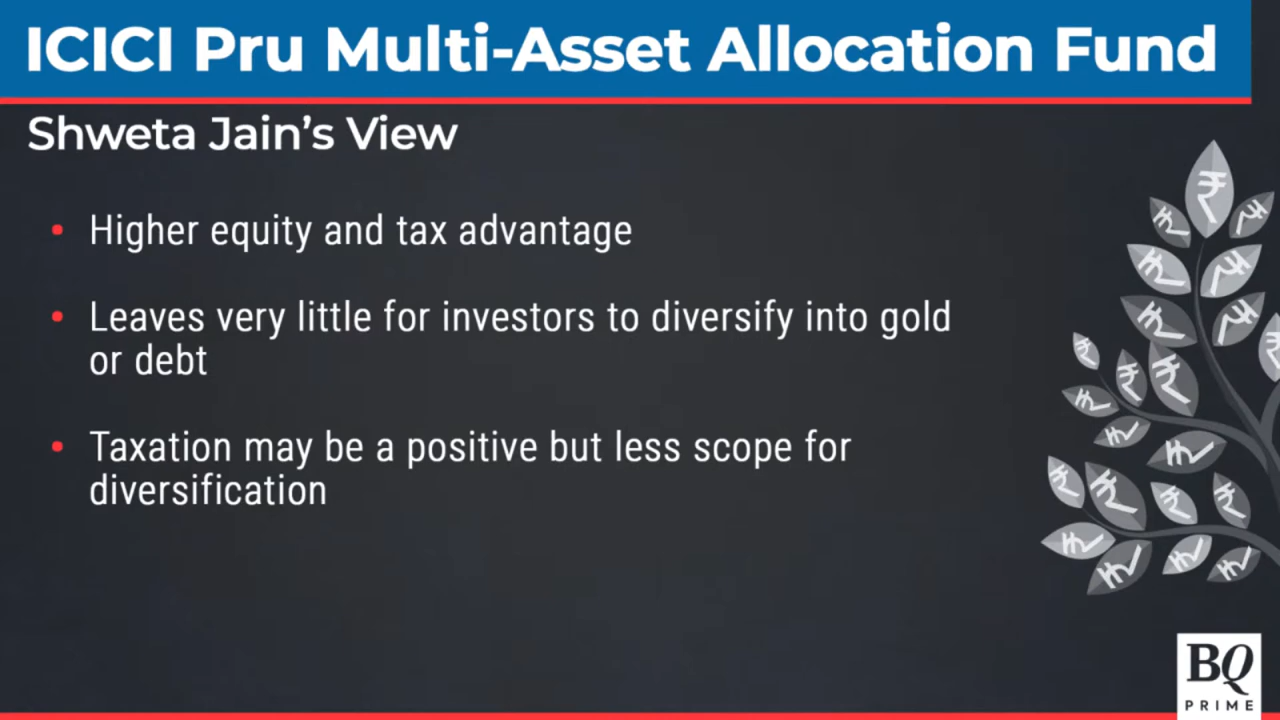 ICICI Pru Multi-Asset Allocation Fund
Shweta Jain's View
• Higher equity and tax advantage
• Leaves very little for investors to diversify into gold
or debt
• Taxation may be a positive but less scope for
diversification
BQ
PRIME